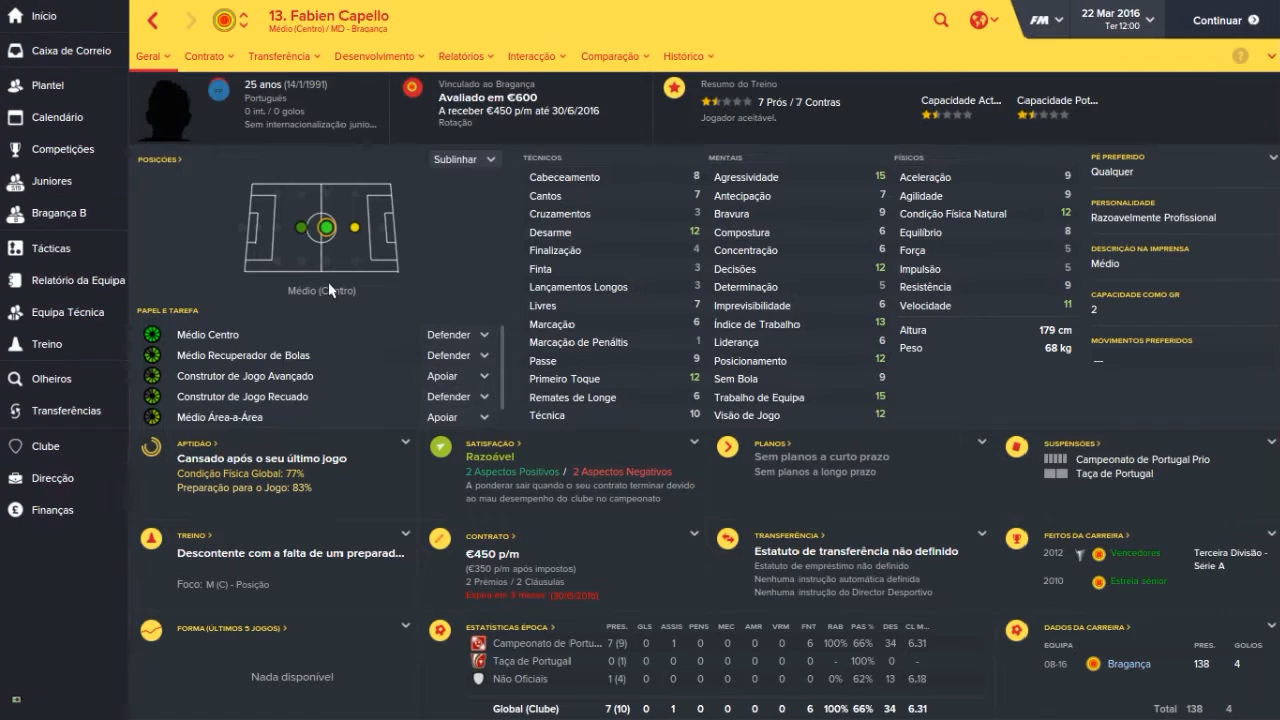 Início
Caixa de Correio
Plantel
Calendário
Competições
Juniores
Bragança B
Tácticas
Relatório da Equipa
Equipa Técnica
Treino
Olheiros
Transferências
Clube
Direcção
Finanças
13. Fabien Capello
Médio (Centro) / MD - Bragança
FM
22 Mar 2016
Ter 12:00
Continuar
Geral Contrato Transferência Desenvolvimento Relatórios Interacção Comparação Histórico
?
25 anos (14/1/1991)
Português
0 int. / 0 golos
Sem internacionalização junio...
Vinculado ao Bragança
Avaliado em €600
A receber €450 p/m até 30/6/2016
Rotação
Resumo do Treino
7 Prós / 7 Contras
Jogador aceitável.
Capacidade Act... Capacidade Pot...
POSIÇÕES >
Sublinhar
Médio (Centro)
PAPEL E TAREFA
Médio Centro Defender
Médio Recuperador de Bolas Defender
Construtor de Jogo Avançado Apoiar
Construtor de Jogo Recuado Defender
Médio Área-a-Área Apoiar
TÉCNICOS
Cabeceamento 8
Cantos 7
Cruzamentos 3
Desarme 12
Finalização 4
Finta 3
Lançamentos Longos 3
Livres 7
Marcação 6
Marcação de Penáltis 1
Passe 9
Primeiro Toque 12
Remates de Longe 6
Técnica 10
MENTAIS
Agressividade 15
Antecipação 7
Bravura 9
Compostura 6
Concentração 6
Decisões 12
Determinação 5
Imprevisibilidade 6
Índice de Trabalho 13
Liderança 6
Posicionamento 12
Sem Bola 9
Trabalho de Equipa 15
Visão de Jogo 12
FÍSICOS
Aceleração 9
Agilidade 9
Condição Física Natural 12
Equilíbrio 8
Força 5
Impulsão 5
Resistência 9
Velocidade 11
Altura 179 cm
Peso 68 kg
PÉ PREFERIDO
Qualquer
PERSONALIDADE
Razoavelmente Profissional
DESCRIÇÃO NA IMPRENSA
Médio
CAPACIDADE COMO GR
2
MOVIMENTOS PREFERIDOS
---
APTIDÃO >
Cansado após o seu último jogo
Condição Física Global: 77%
Preparação para o Jogo: 83%
SATISFAÇÃO >
Razoável
2 Aspectos Positivos / 2 Aspectos Negativos
A ponderar sair quando o seu contrato terminar devido
ao mau desempenho do clube no campeonato
PLANOS >
Sem planos a curto prazo
Sem planos a longo prazo
SUSPENSÕES >
Campeonato de Portugal Prio
Taça de Portugal
TREINO >
Descontente com a falta de um preparad...
Foco: M (C) - Posição
CONTRATO >
€450 p/m
(€350 p/m após impostos)
2 Prémios / 2 Cláusulas
Expira em 3 meses (30/6/2016)
TRANSFERÊNCIA >
Estatuto de transferência não definido
Estatuto de empréstimo não definido
Nenhuma instrução automática definida
Nenhuma instrução do Director Desportivo
FEITOS DA CARREIRA >
2012 Vencedores Terceira Divisão -
Série A
2010 Estreia sénior
FORMA (ÚLTIMOS 5 JOGOS) >
Nada disponível
ESTATÍSTICAS ÉPOCA > PRES. GLS ASSIS PENS MEC AMR VRM FNT RAB PAS % DES CL M...
Campeonato de Portu... 7 (9) 0 1 0 0 0 0 6 100% 66% 34 6.31
Taça de Portugal 0 (1) 0 0 0 0 0 0 0 - 100% 0 -
Não Oficiais 1 (4) 0 0 0 0 0 0 0 0% 62% 13 6.18
Global (Clube) 7 (10) 0 1 0 0 0 0 6 100% 66% 34 6.31
DADOS DA CARREIRA >
EQUIPA PRES. GOLOS
08-16 Bragança 138 4
Total 138 4